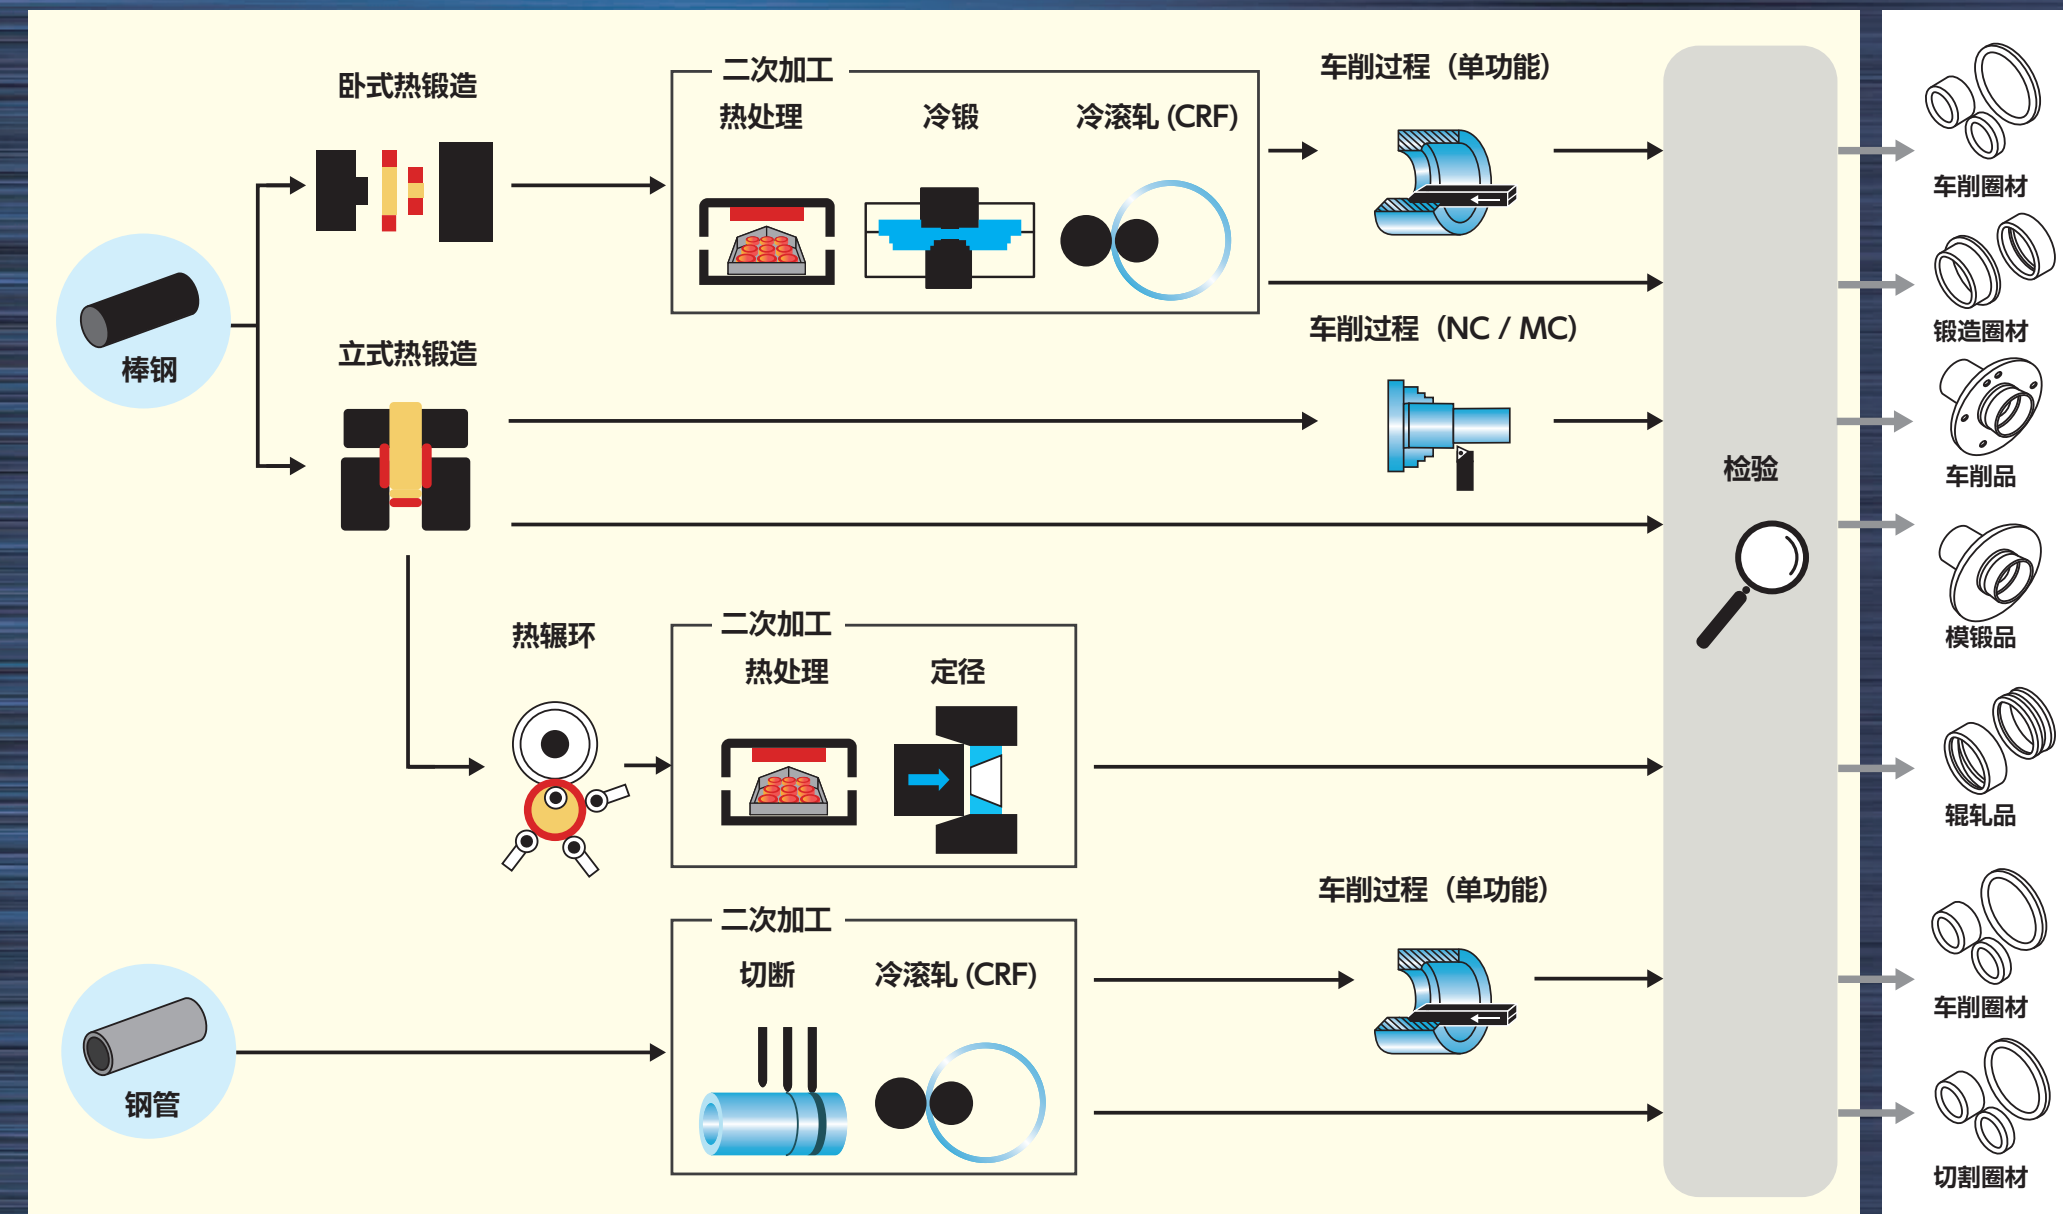 卧式热锻造
二次加工
热处理
冷锻
冷滚轧 (CRF)
车削过程（单功能）
车削圈材
锻造圈材
棒钢
立式热锻造
车削过程（NC / MC）
车削品
检验
模锻品
热辗环
二次加工
热处理
定径
辊轧品
车削过程（单功能）
二次加工
切断
冷滚轧 (CRF)
车削圈材
钢管
切割圈材